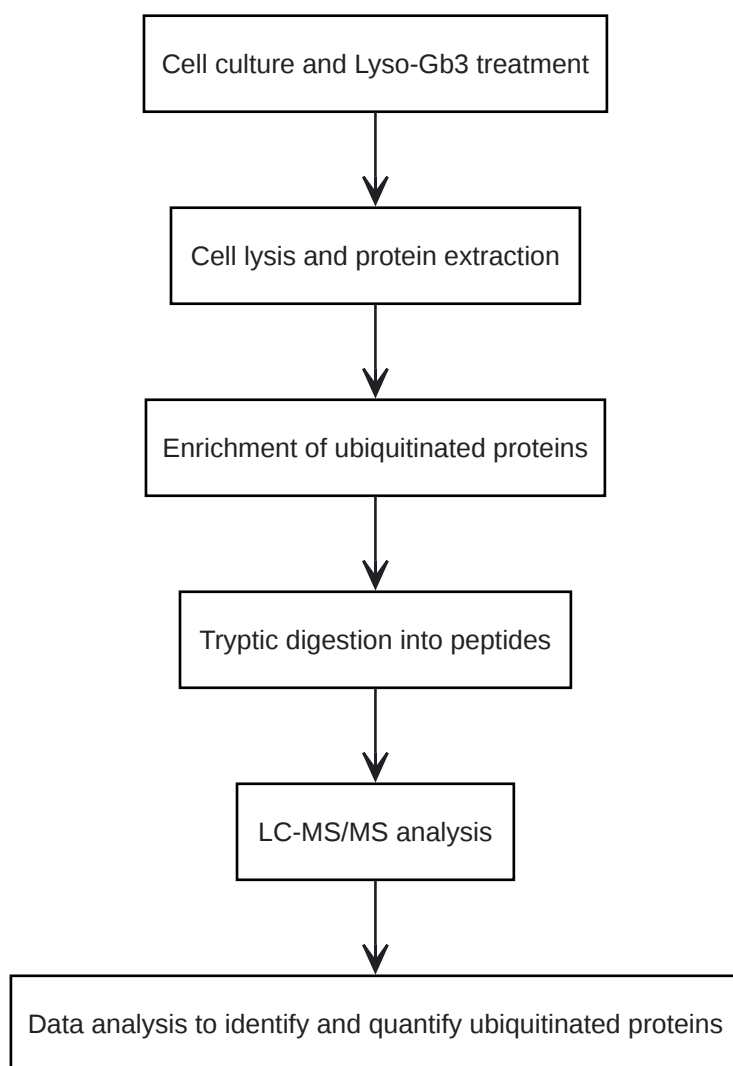 Cell culture and Lyso-Gb3 treatment
Cell lysis and protein extraction
Enrichment of ubiquitinated proteins
Tryptic digestion into peptides
LC-MS/MS analysis
Data analysis to identify and quantify ubiquitinated proteins